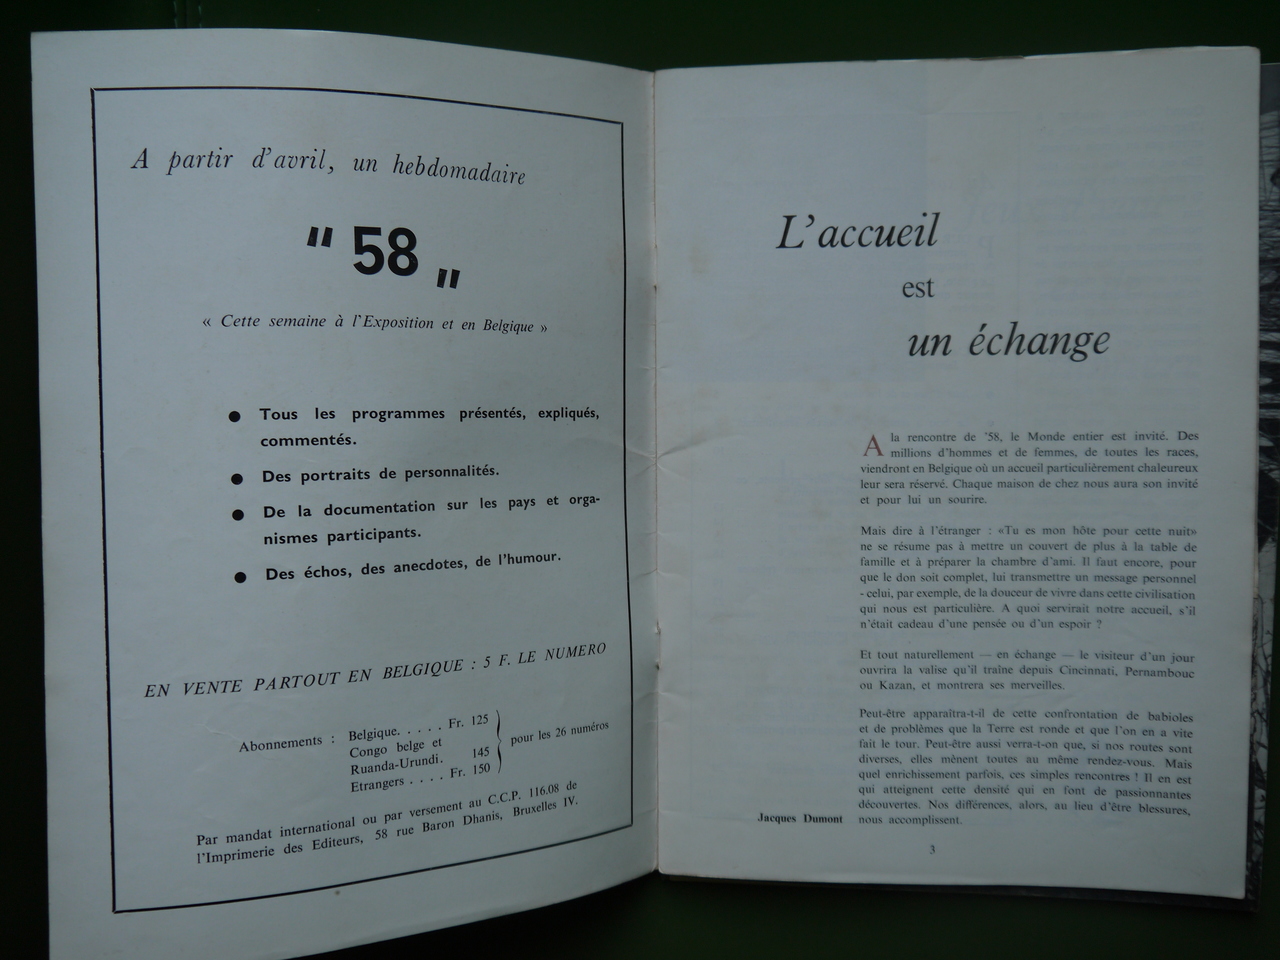 A partir d'avril, un hebdomadaire
" 58 "
« Cette semaine à l'Exposition et en Belgique »
● Tous les programmes présentés, expliqués,
commentés.
● Des portraits de personnalités.
● De la documentation sur les pays et orga-
nismes participants.
● Des échos, des anecdotes, de l'humour.
EN VENTE PARTOUT EN BELGIQUE : 5 F. LE NUMERO
Abonnements : Belgique. . . . . Fr. 125
Congo belge et
Ruanda-Urundi. 145
Etrangers . . . . Fr. 150
pour les 26 numéros
Par mandat international ou par versement au C.C.P. 116.08 de
l'Imprimerie des Editeurs, 58 rue Baron Dhanis, Bruxelles IV.
L'accueil
est
un échange
A la rencontre de '58, le Monde entier est invité. Des
millions d'hommes et de femmes, de toutes les races,
viendront en Belgique où un accueil particulièrement chaleureux
leur sera réservé. Chaque maison de chez nous aura son invité
et pour lui un sourire.
Mais dire à l'étranger : «Tu es mon hôte pour cette nuit»
ne se résume pas à mettre un couvert de plus à la table de
famille et à préparer la chambre d'ami. Il faut encore, pour
que le don soit complet, lui transmettre un message personnel
- celui, par exemple, de la douceur de vivre dans cette civilisation
qui nous est particulière. A quoi servirait notre accueil, s'il
n'était cadeau d'une pensée ou d'un espoir ?
Et tout naturellement — en échange — le visiteur d'un jour
ouvrira la valise qu'il traîne depuis Cincinnati, Pernambouc
ou Kazan, et montrera ses merveilles.
Peut-être apparaîtra-t-il de cette confrontation de babioles
et de problèmes que la Terre est ronde et que l'on en a vite
fait le tour. Peut-être aussi verra-t-on que, si nos routes sont
diverses, elles mènent toutes au même rendez-vous. Mais
quel enrichissement parfois, ces simples rencontres ! Il en est
qui atteignent cette densité qui en font de passionnantes
découvertes. Nos différences, alors, au lieu d'être blessures,
nous accomplissent.
Jacques Dumont
3